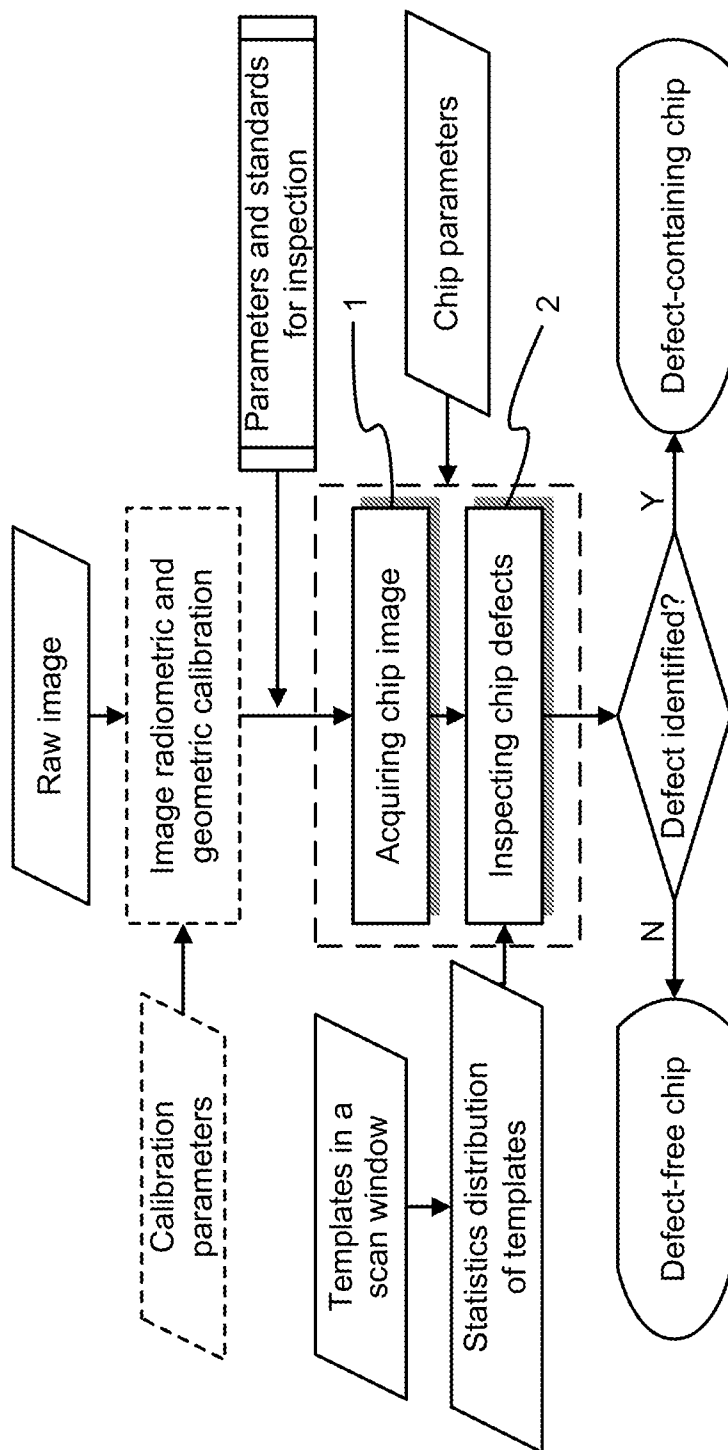 Raw image
Calibration
parameters
Image radiometric and
geometric calibration
Parameters and standards
for inspection
Templates in a
scan window
Acquiring chip image
1
Chip parameters
Statistics distribution
of templates
Inspecting chip defects
2
Defect identified?
N
Y
Defect-free chip
Defect-containing chip